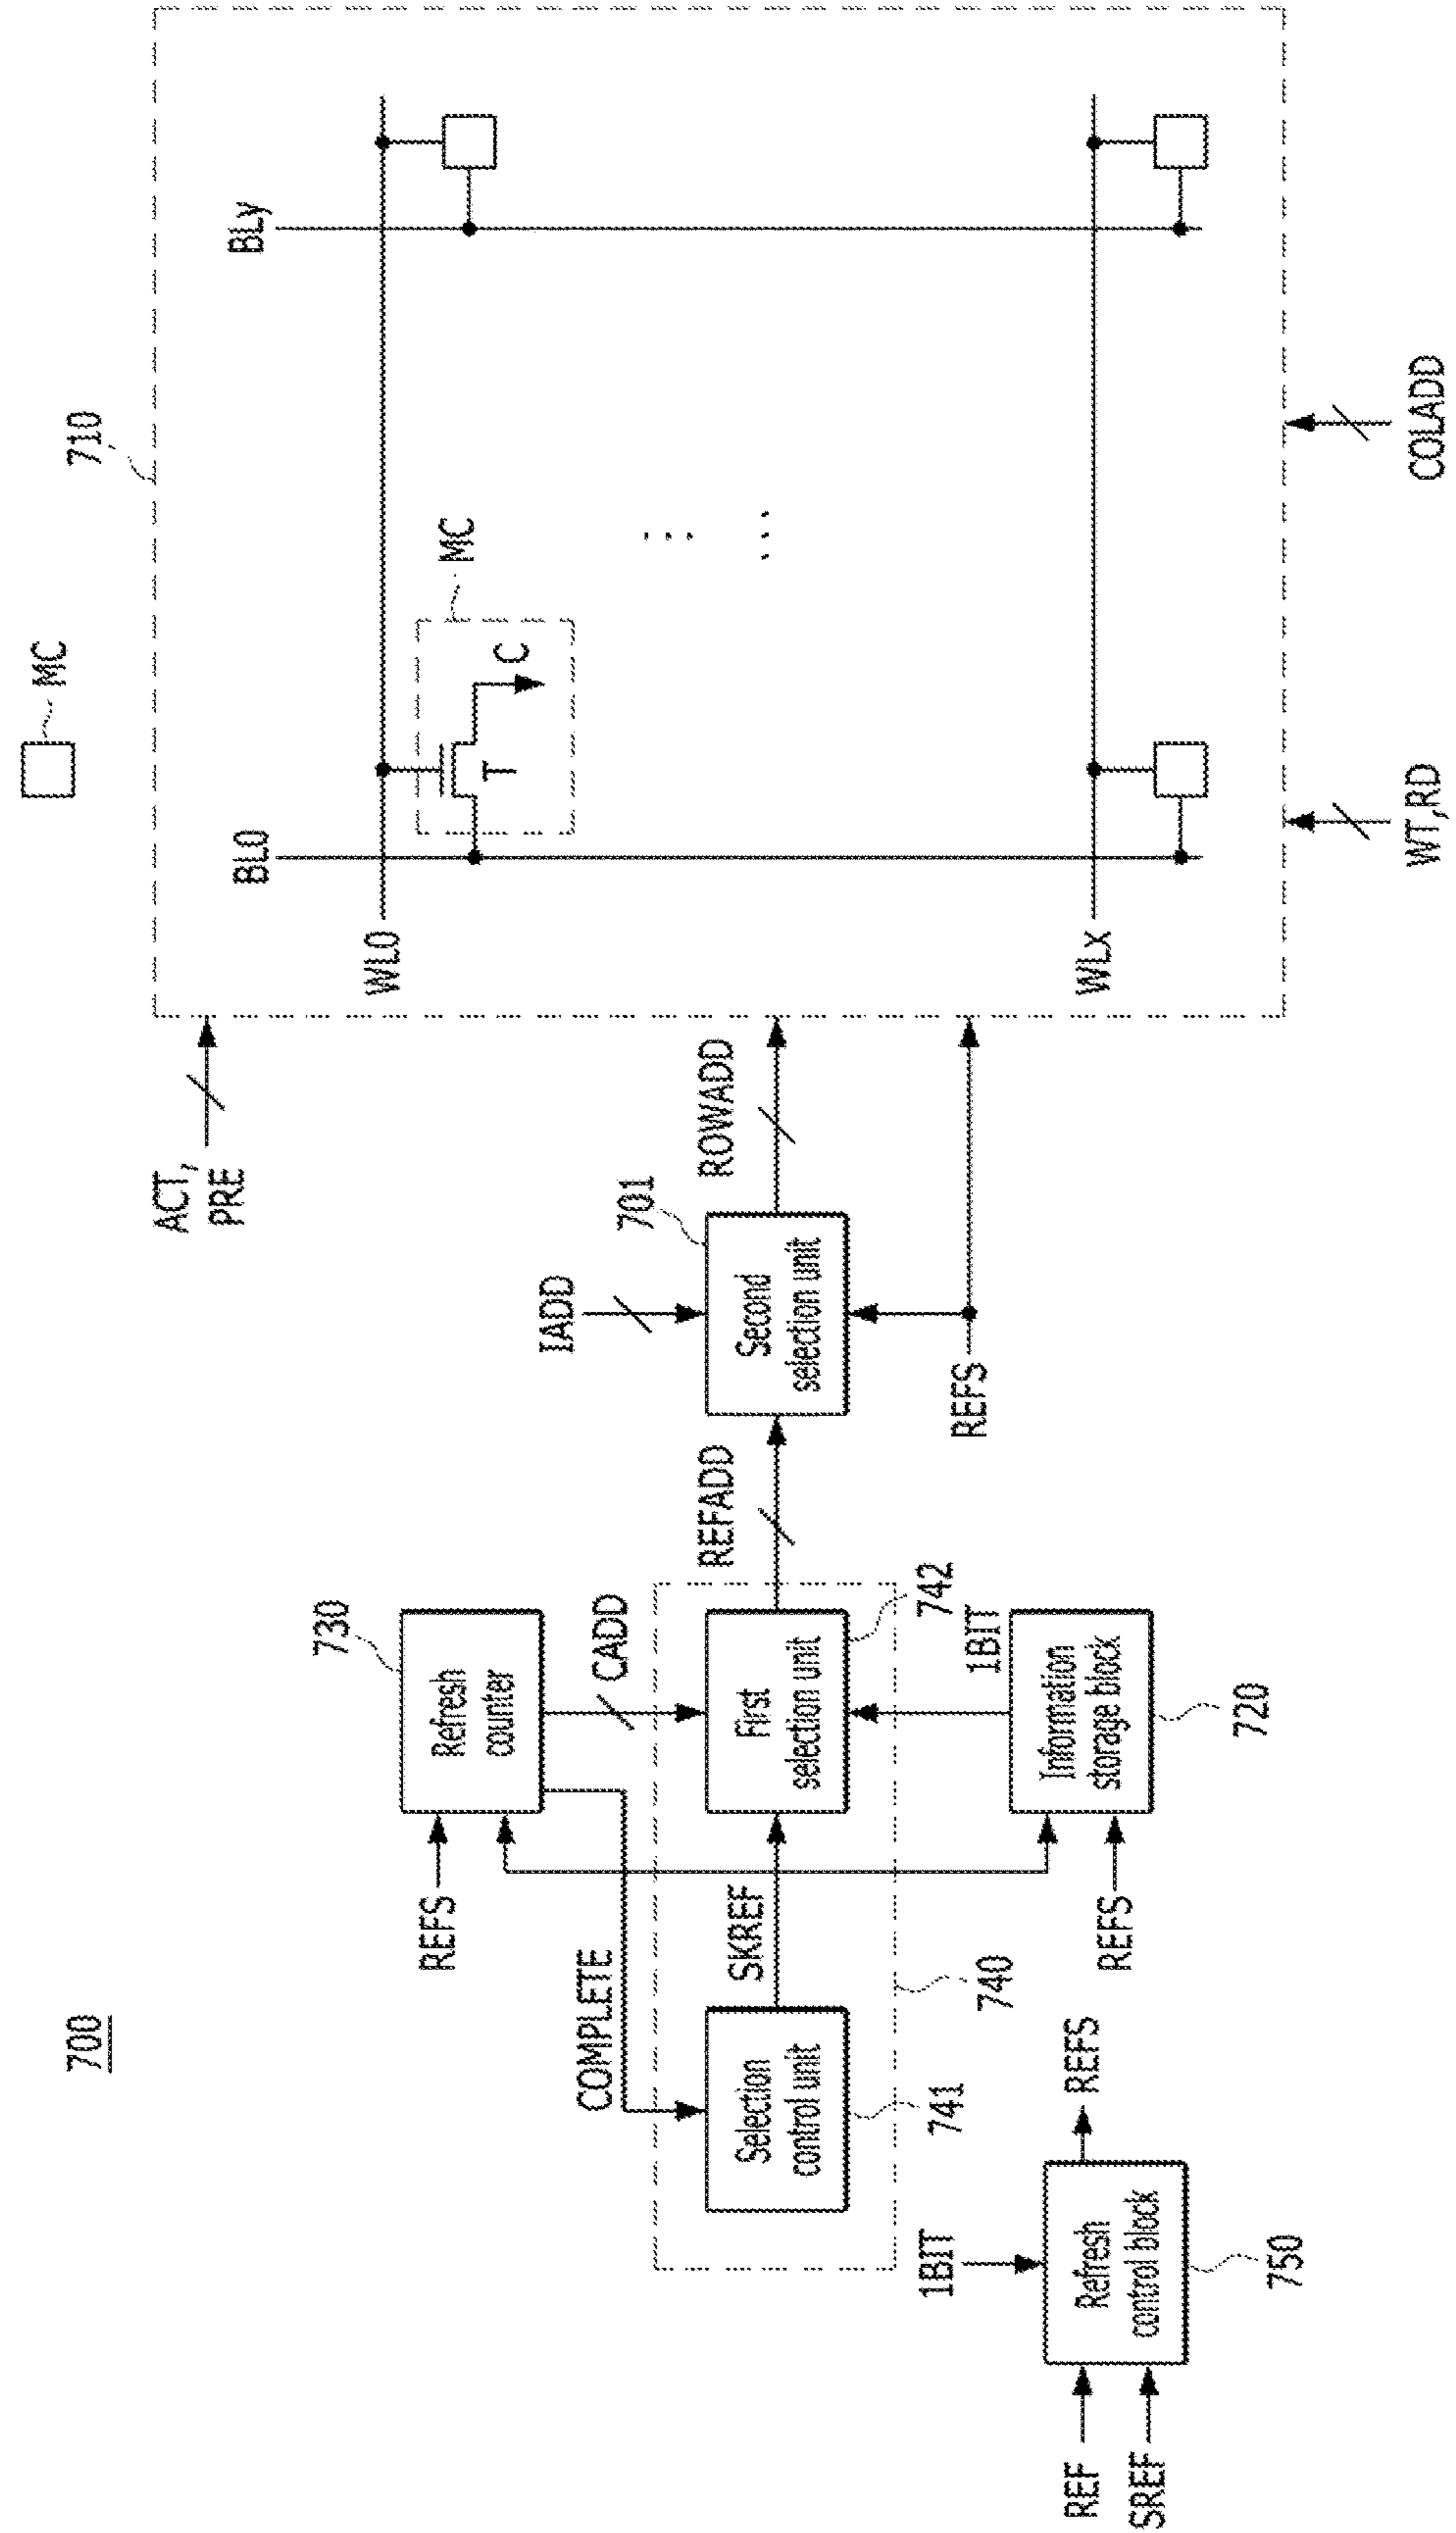 700
MC
710
ACT,
PRE
BL0
BLy
WL0
MC
T
C
WLx
730
REFS
Refresh
counter
COMPLETE
CADD
IADD
701
Selection
control unit
SKREF
First
selection unit
REFADD
Second
selection unit
ROWADD
741
740
742
1BIT
REFS
1BIT
REFS
Information
storage block
720
REF
SREF
Refresh
control block
REFS
750
WT,RD
COLADD